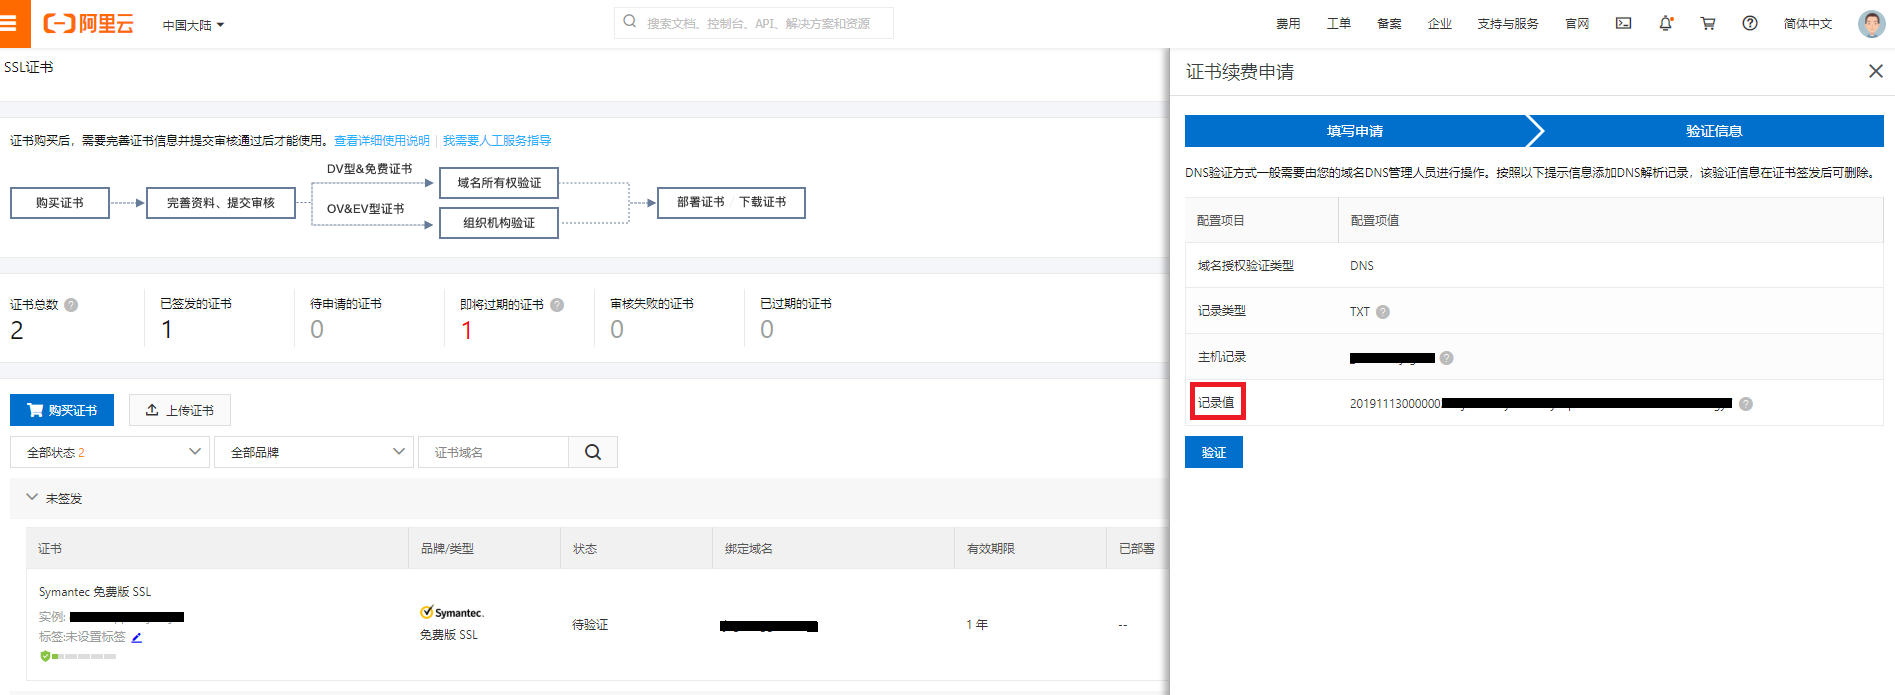 阿里云
中国大陆
搜索文档、控制台、API、解决方案和资源
费用
工单
备案
企业
支持与服务
官网
简体中文
SSL证书
证书购买后，需要完善证书信息并提交审核通过后才能使用。 查看详细使用说明 | 我需要人工服务指导
购买证书
完善资料、提交审核
DV型&免费证书
OV&EV型证书
域名所有权验证
组织机构验证
部署证书 / 下载证书
证书总数
2
已签发的证书
1
待申请的证书
0
即将过期的证书
1
审核失败的证书
0
已过期的证书
0
购买证书
上传证书
全部状态 2
全部品牌
证书域名
未签发
证书
品牌/类型
状态
绑定域名
有效期限
已部署
Symantec 免费版 SSL
实例:
标签:未设置标签
Symantec.
免费版 SSL
待验证
1 年
--
证书续费申请
填写申请
验证信息
DNS验证方式一般需要由您的域名DNS管理人员进行操作。按照以下提示信息添加DNS解析记录，该验证信息在证书签发后可删除。
配置项目
配置项值
域名授权验证类型
DNS
记录类型
TXT
主机记录
记录值
20191113000000
验证